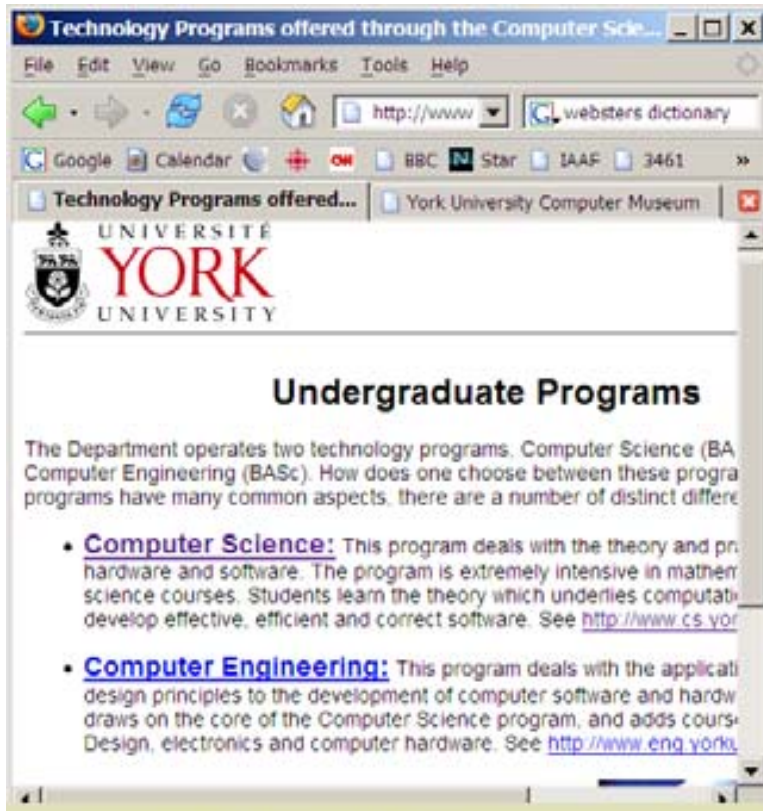 Technology Programs offered through the Computer Scie...
File Edit View Go Bookmarks Tools Help
http://www websters dictionary
Google Calendar CNN BBC Star IAAF 3461 »
Technology Programs offered... York University Computer Museum
UNIVERSITÉ
YORK
UNIVERSITY
Undergraduate Programs
The Department operates two technology programs, Computer Science (BA
Computer Engineering (BASc). How does one choose between these progra
programs have many common aspects, there are a number of distinct differe
• Computer Science: This program deals with the theory and pra
hardware and software. The program is extremely intensive in mathem
science courses. Students learn the theory which underlies computati
develop effective, efficient and correct software. See http://www.cs.yor
• Computer Engineering: This program deals with the applicati
design principles to the development of computer software and hardw
draws on the core of the Computer Science program, and adds cours
Design, electronics and computer hardware. See http://www.eng.yorku